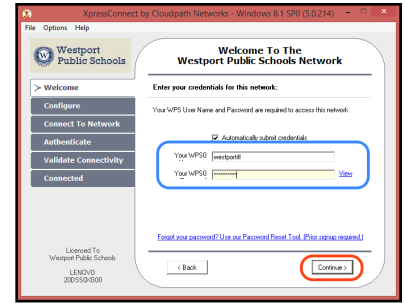 XpressConnect by Cloudpath Networks - Windows 8.1 SP0 (5.0.214)
File Options Help
Westport
Public Schools
Welcome To The
Westport Public Schools Network
> Welcome
Configure
Connect To Network
Authenticate
Validate Connectivity
Connected
Enter your credentials for this network:
Your WPS User Name and Password are required to access this network.
Automatically submit credentials
Your WPS0 westportitl
Your WPS0 View
Forgot your password? Use our Password Reset Tool. (Prior signup required.)
Licensed To
Westport Public Schools
LENOVO
< Back
Continue >